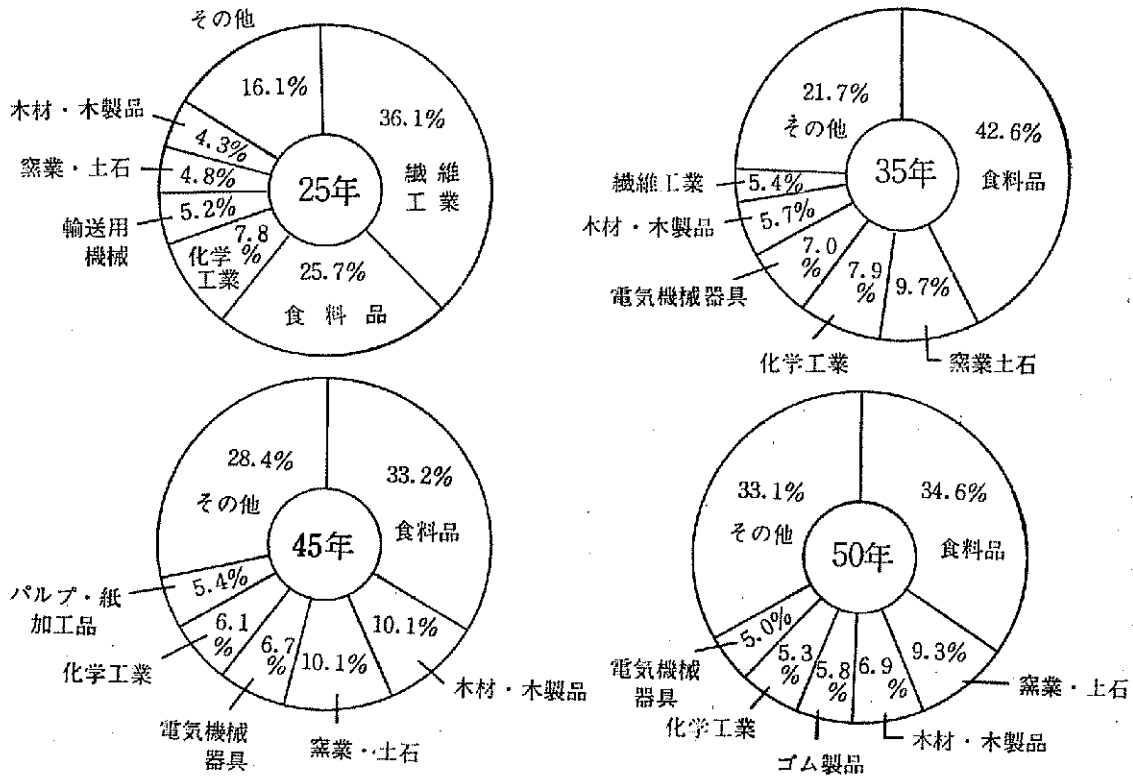 その他
16.1%
木材・木製品
4.3%
窯業・土石
4.8%
輸送用
機械
5.2%
7.8
%
化学
工業
25.7%
食料品
36.1%
繊維
工業
25年
21.7%
その他
42.6%
食料品
35年
繊維工業
5.4%
木材・木製品
5.7%
電気機械器具
7.0
%
7.9
%
9.7%
化学工業
窯業土石
28.4%
その他
33.2%
食料品
45年
パルプ・紙
加工品
5.4%
化学工業
6.1
%
6.7
%
10.1%
10.1%
電気機械
器具
窯業・土石
木材・木製品
33.1%
その他
34.6%
食料品
50年
電気機械
器具
5.0%
化学工業
5.3
%
5.8
%
6.9
%
9.3%
ゴム製品
木材・木製品
窯業・土石